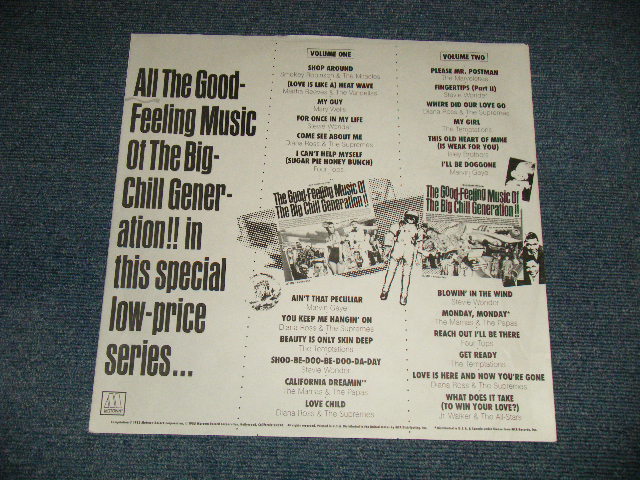 All The Good-
Feeling Music
Of The Big-
Chill Gener-
ation!! in
this special
low-price
series...
MOTOWN
VOLUME ONE
SHOP AROUND
Smokey Robinson & The Miracles
(LOVE IS LIKE A) HEAT WAVE
Martha Reeves & The Vandellas
MY GUY
Mary Wells
FOR ONCE IN MY LIFE
Stevie Wonder
COME SEE ABOUT ME
Diana Ross & The Supremes
I CAN'T HELP MYSELF
(SUGAR PIE HONEY BUNCH)
Four Tops
The Good-Feeling Music Of
The Big Chill Generation!!
AIN'T THAT PECULIAR
Marvin Gaye
YOU KEEP ME HANGIN' ON
Diana Ross & The Supremes
BEAUTY IS ONLY SKIN DEEP
The Temptations
SHOO-BE-DOO-BE-DOO-DA-DAY
Stevie Wonder
CALIFORNIA DREAMIN'*
The Mamas & The Papas
LOVE CHILD
Diana Ross & The Supremes
VOLUME TWO
PLEASE MR. POSTMAN
The Marvelettes
FINGERTIPS (Part II)
Stevie Wonder
WHERE DID OUR LOVE GO
Diana Ross & The Supremes
MY GIRL
The Temptations
THIS OLD HEART OF MINE
(IS WEAK FOR YOU)
Isley Brothers
I'LL BE DOGGONE
Marvin Gaye
The Good-Feeling Music Of
The Big Chill Generation!!
BLOWIN' IN THE WIND
Stevie Wonder
MONDAY, MONDAY*
The Mamas & The Papas
REACH OUT I'LL BE THERE
Four Tops
GET READY
The Temptations
LOVE IS HERE AND NOW YOU'RE GONE
Diana Ross & The Supremes
WHAT DOES IT TAKE
(TO WIN YOUR LOVE?)
Jr. Walker & The All-Stars